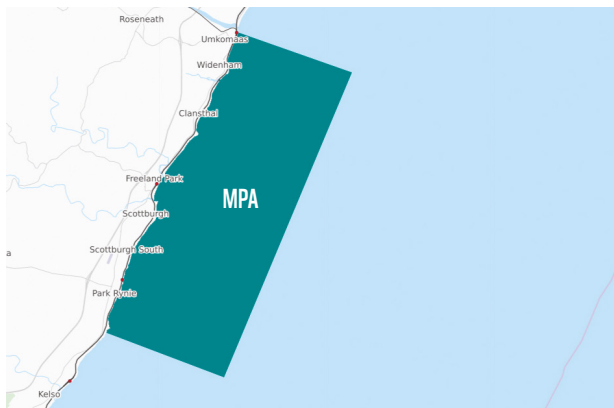 Roseneath
Umkomaas
Widenham
Clansthal
Freeland Park
MPA
Scottburgh
Scottburgh South
a
Park Rynie
Kelso